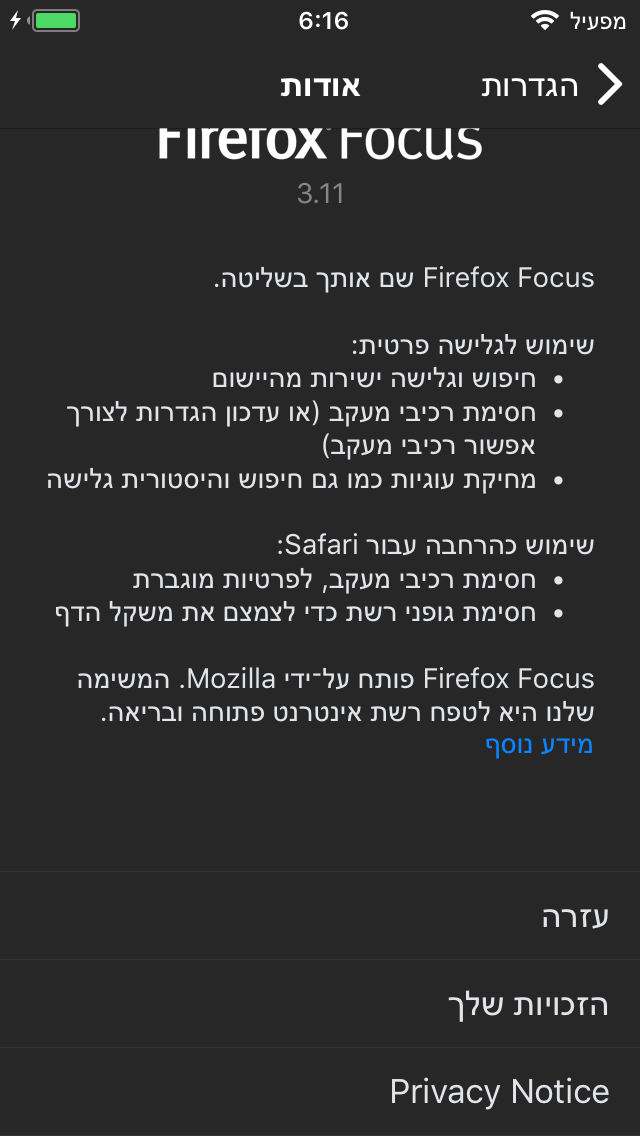 מפעיל 6:16
הגדרות
אודות
Firefox Focus
3.11
Firefox Focus שם אותך בשליטה.
שימוש לגלישה פרטית:
• חיפוש וגלישה ישירות מהיישום
• חסימת רכיבי מעקב (או עדכון הגדרות לצורך
אפשור רכיבי מעקב)
• מחיקת עוגיות כמו גם חיפוש והיסטורית גלישה
שימוש כהרחבה עבור Safari:
• חסימת רכיבי מעקב, לפרטיות מוגברת
• חסימת גופני רשת כדי לצמצם את משקל הדף
Firefox Focus פותח על־ידי Mozilla. המשימה
שלנו היא לטפח רשת אינטרנט פתוחה ובריאה.
מידע נוסף
עזרה
הזכויות שלך
Privacy Notice